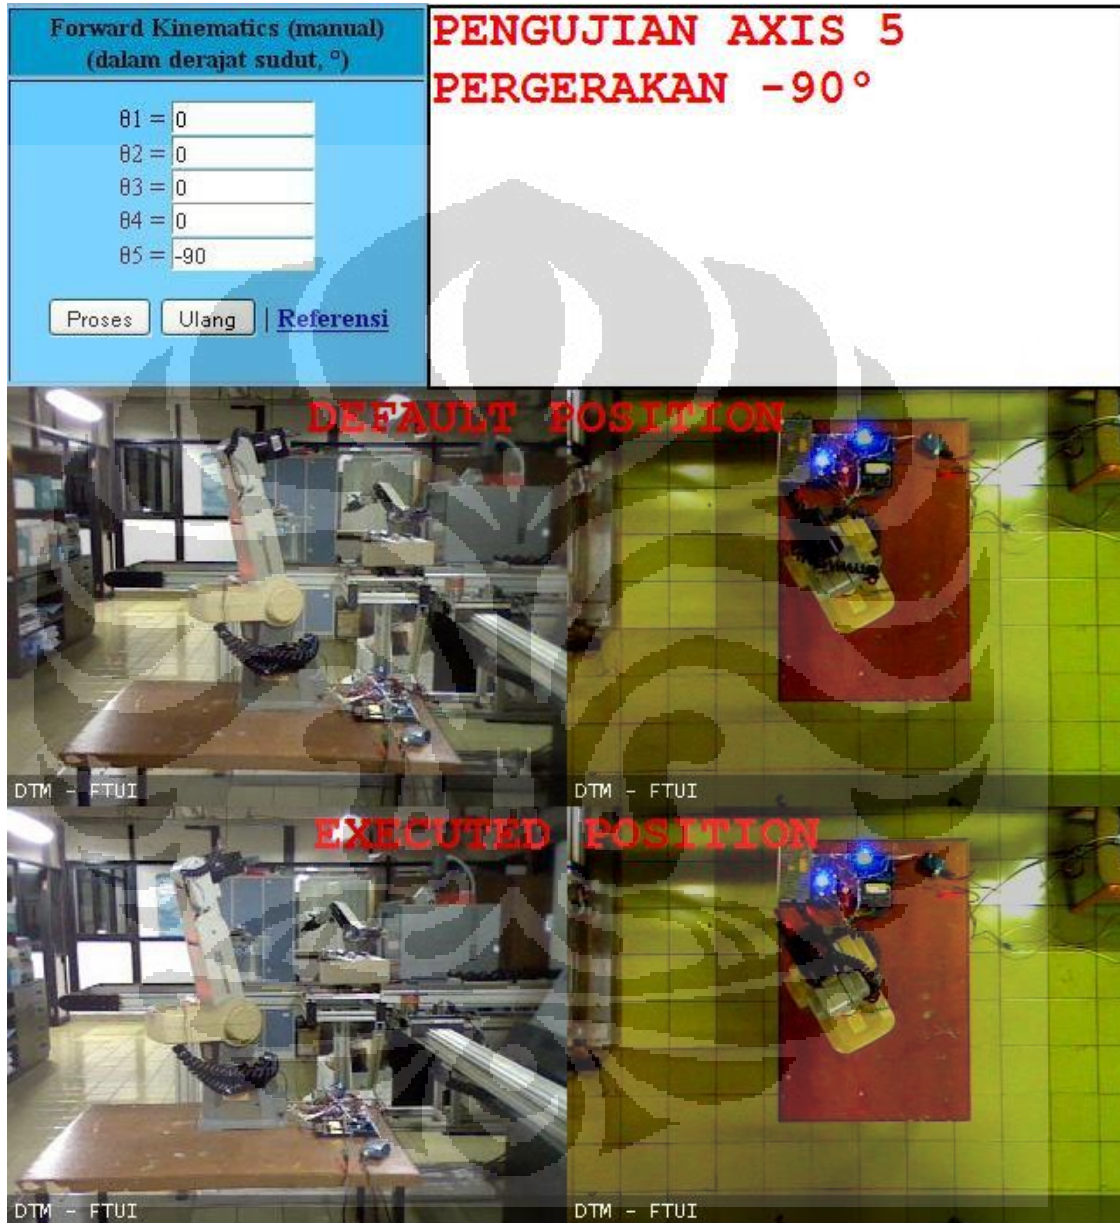 Forward Kinematics (manual)
(dalam derajat sudut, °)
θ1 = 0
θ2 = 0
θ3 = 0
θ4 = 0
θ5 = -90
Proses Ulang | Referensi
PENGUJIAN AXIS 5
PERGERAKAN -90°
DEFAULT POSITION
DTM - FTUI
DTM - FTUI
EXECUTED POSITION
DTM - FTUI
DTM - FTUI